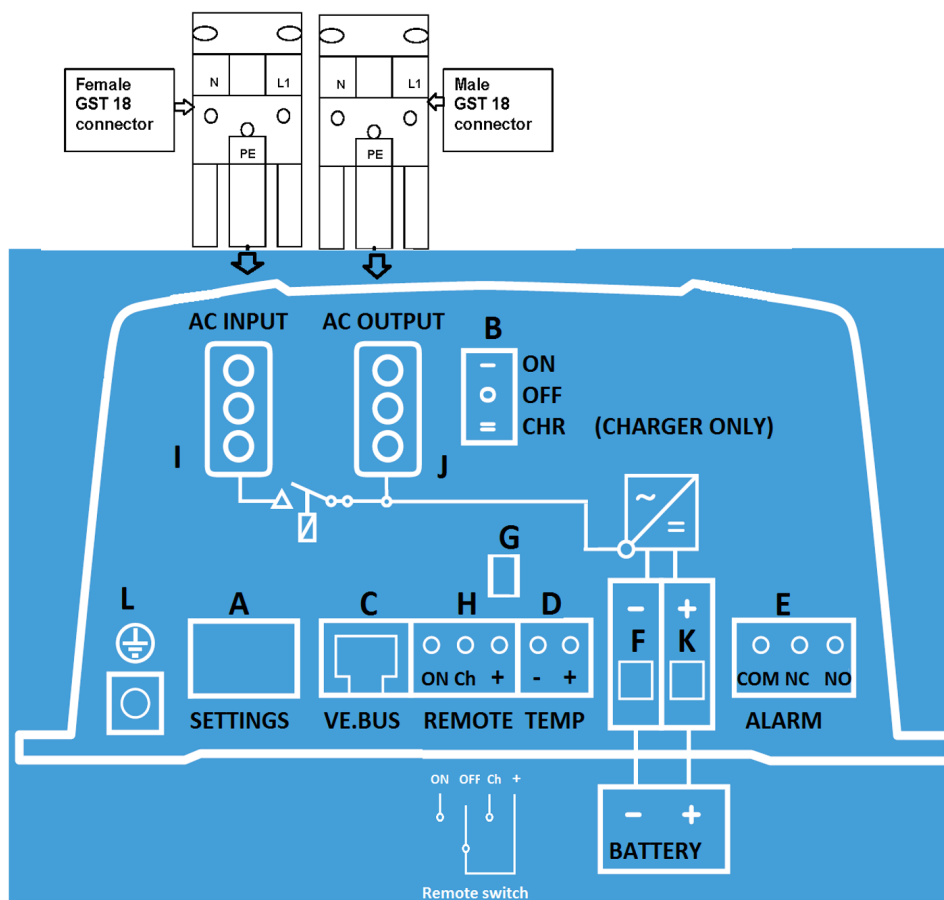 Female
GST 18
connector
N L1
PE
N L1
PE
Male
GST 18
connector
AC INPUT
AC OUTPUT
B
ON
OFF
CHR (CHARGER ONLY)
I
J
G
L
A
SETTINGS
C
VE.BUS
H
ON Ch +
REMOTE
D
- +
TEMP
- +
F K
E
COM NC NO
ALARM
ON OFF Ch +
Remote switch
- +
BATTERY